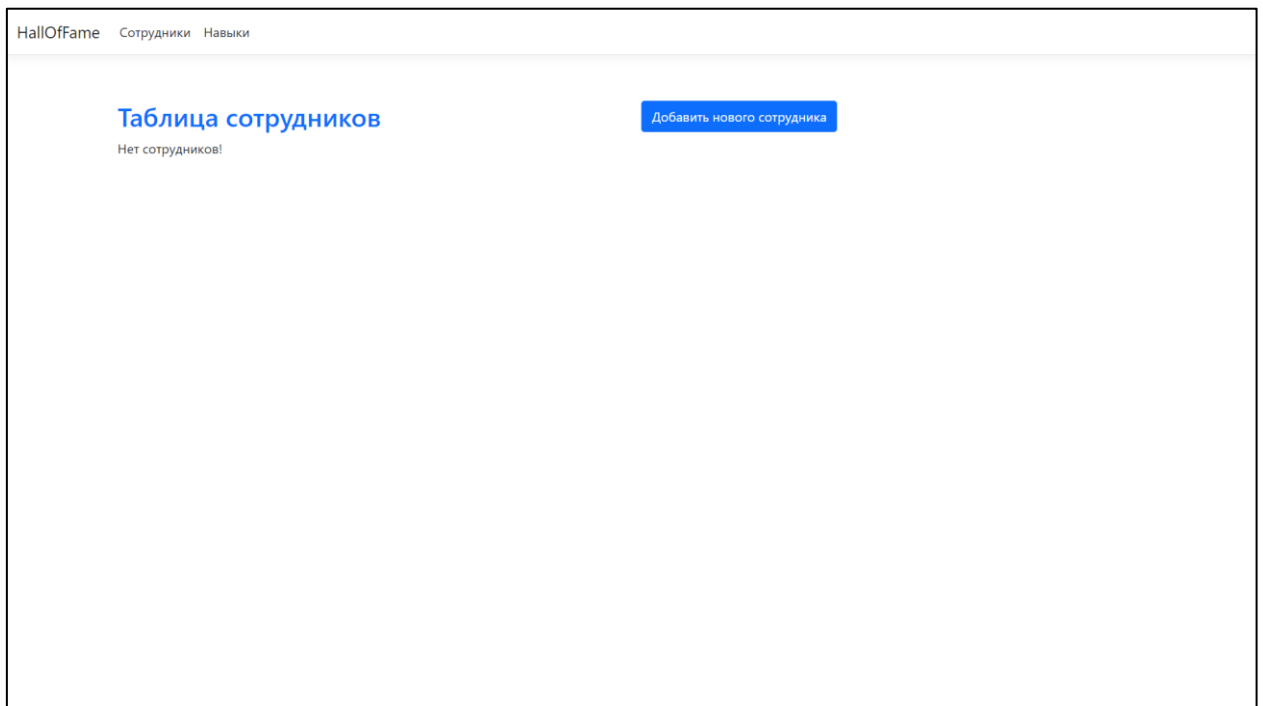 HallOfFame Сотрудники Навыки
Таблица сотрудников
Добавить нового сотрудника
Нет сотрудников!